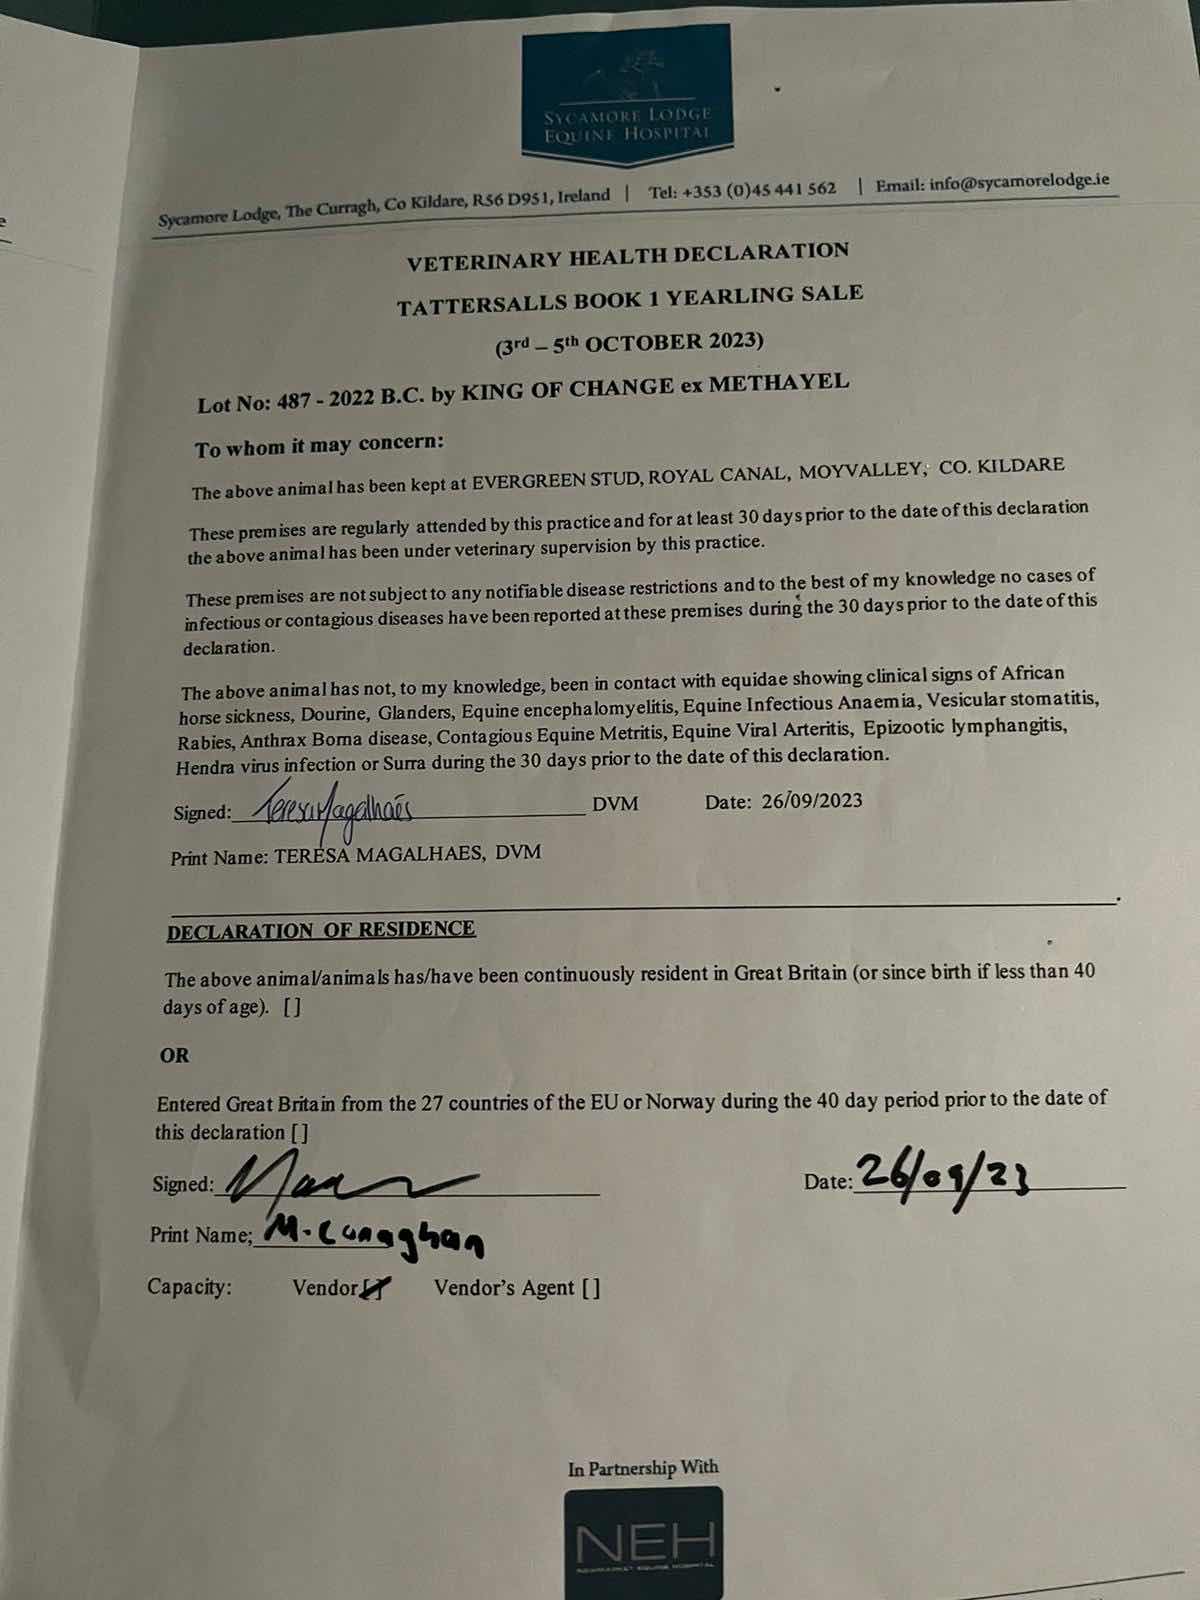 SYCAMORE LODGE
EQUINE HOSPITAL
Sycamore Lodge, The Curragh, Co Kildare, R56 D951, Ireland | Tel: +353 (0)45 441 562 | Email: info@sycamorelodge.ie
VETERINARY HEALTH DECLARATION
TATTERSALLS BOOK 1 YEARLING SALE
(3rd – 5th OCTOBER 2023)
Lot No: 487 - 2022 B.C. by KING OF CHANGE ex METHAYEL
To whom it may concern:
The above animal has been kept at EVERGREEN STUD, ROYAL CANAL, MOYVALLEY, CO. KILDARE
These premises are regularly attended by this practice and for at least 30 days prior to the date of this declaration
the above animal has been under veterinary supervision by this practice.
These premises are not subject to any notifiable disease restrictions and to the best of my knowledge no cases of
infectious or contagious diseases have been reported at these premises during the 30 days prior to the date of this
declaration.
The above animal has not, to my knowledge, been in contact with equidae showing clinical signs of African
horse sickness, Dourine, Glanders, Equine encephalomyelitis, Equine Infectious Anaemia, Vesicular stomatitis,
Rabies, Anthrax Borna disease, Contagious Equine Metritis, Equine Viral Arteritis, Epizootic lymphangitis,
Hendra virus infection or Surra during the 30 days prior to the date of this declaration.
Signed: Teresa Magalhães DVM Date: 26/09/2023
Print Name: TERESA MAGALHAES, DVM
DECLARATION OF RESIDENCE
The above animal/animals has/have been continuously resident in Great Britain (or since birth if less than 40
days of age). [ ]
OR
Entered Great Britain from the 27 countries of the EU or Norway during the 40 day period prior to the date of
this declaration [ ]
Signed: Date: 26/09/23
Print Name; M. Conaghan
Capacity: Vendor [ ] Vendor's Agent [ ]
In Partnership With
NEH
NEWMARKET EQUINE HOSPITAL